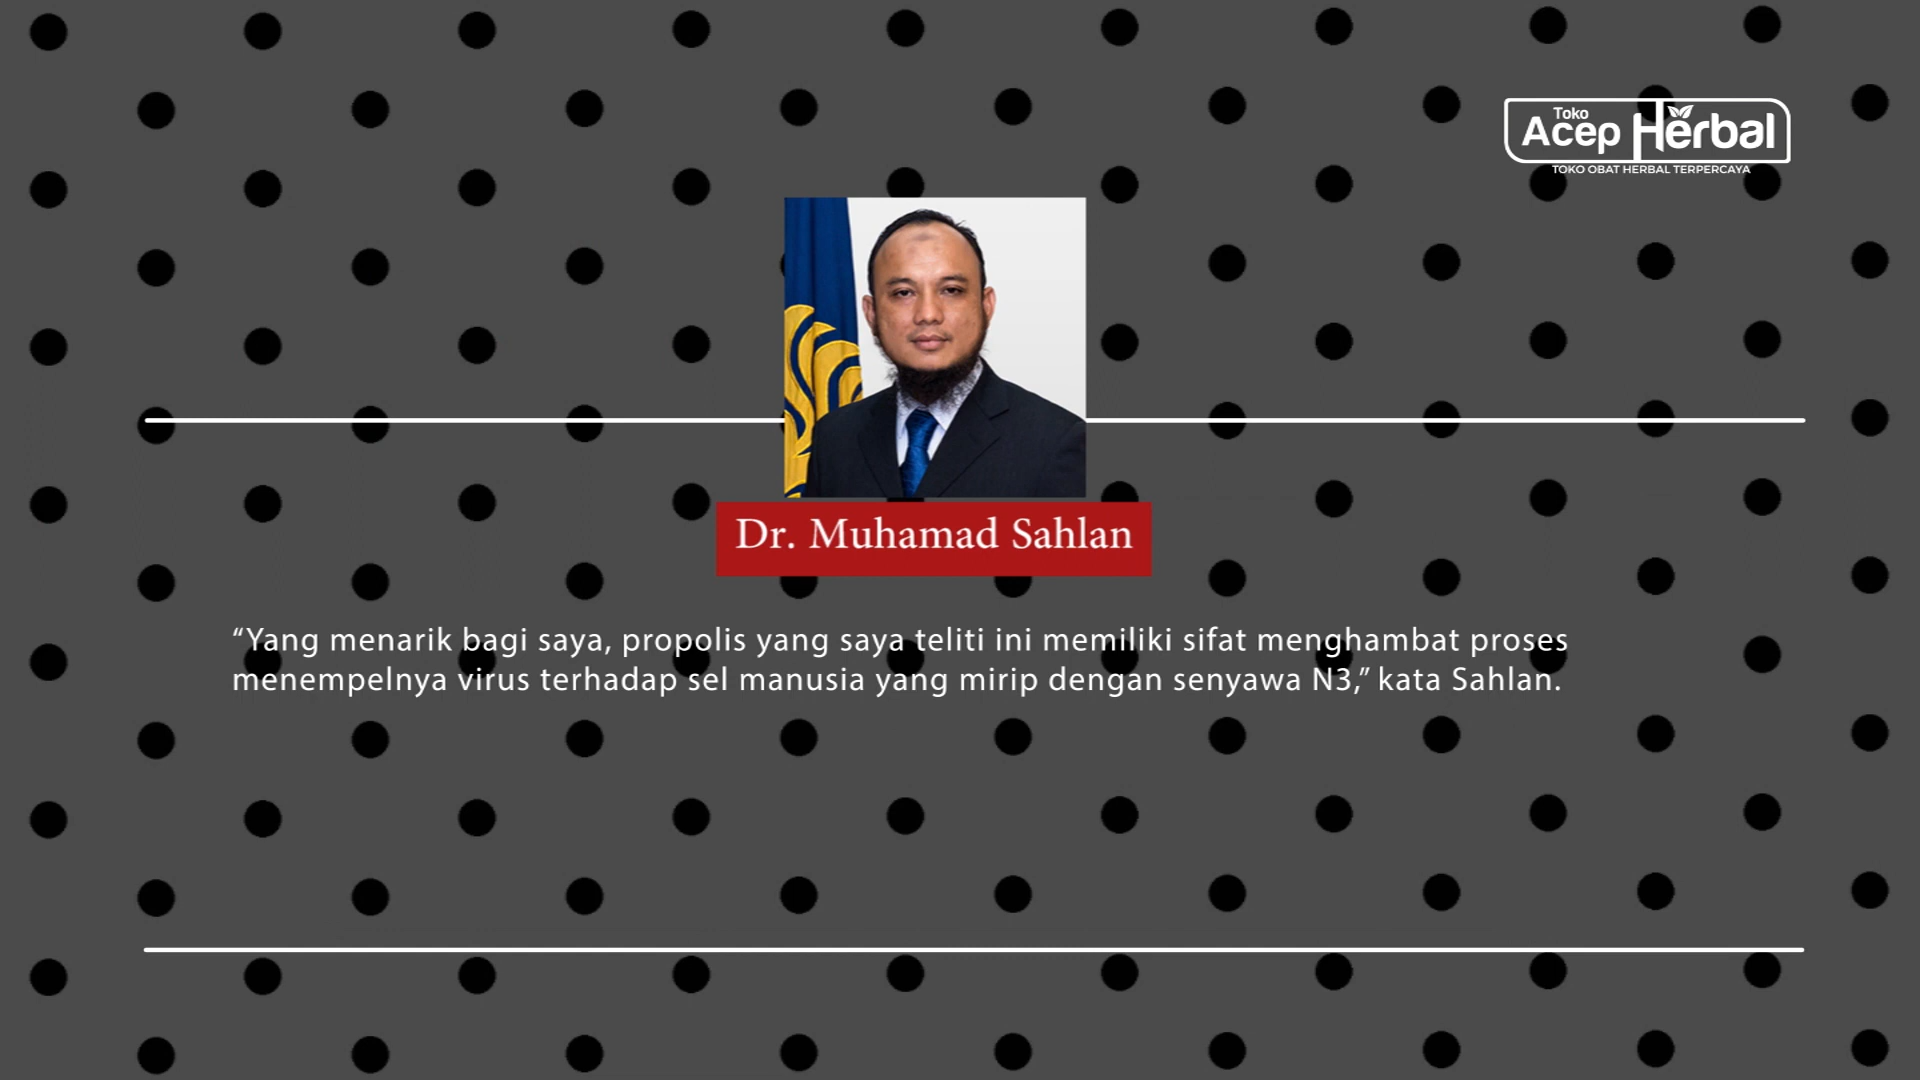 Toko
Acep Herbal
TOKO OBAT HERBAL TERPERCAYA
Dr. Muhamad Sahlan
“Yang menarik bagi saya, propolis yang saya teliti ini memiliki sifat menghambat proses
menempelnya virus terhadap sel manusia yang mirip dengan senyawa N3,” kata Sahlan.